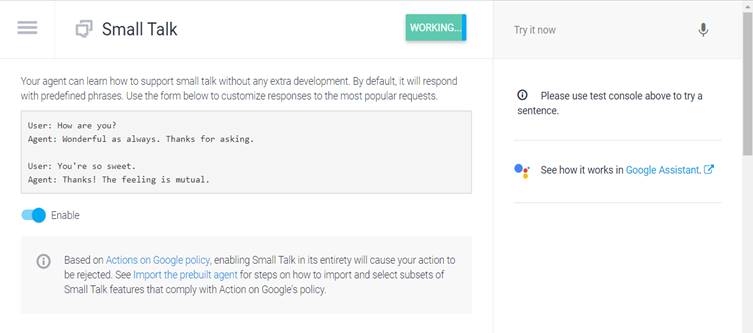 Small Talk
WORKING...
Your agent can learn how to support small talk without any extra development. By default, it will respond
with predefined phrases. Use the form below to customize responses to the most popular requests.
User: How are you?
Agent: Wonderful as always. Thanks for asking.
User: You're so sweet.
Agent: Thanks! The feeling is mutual.
Enable
Based on Actions on Google policy, enabling Small Talk in its entirety will cause your action to
be rejected. See Import the prebuilt agent for steps on how to import and select subsets of
Small Talk features that comply with Action on Google's policy.
Try it now
Please use test console above to try a
sentence.
See how it works in Google Assistant.